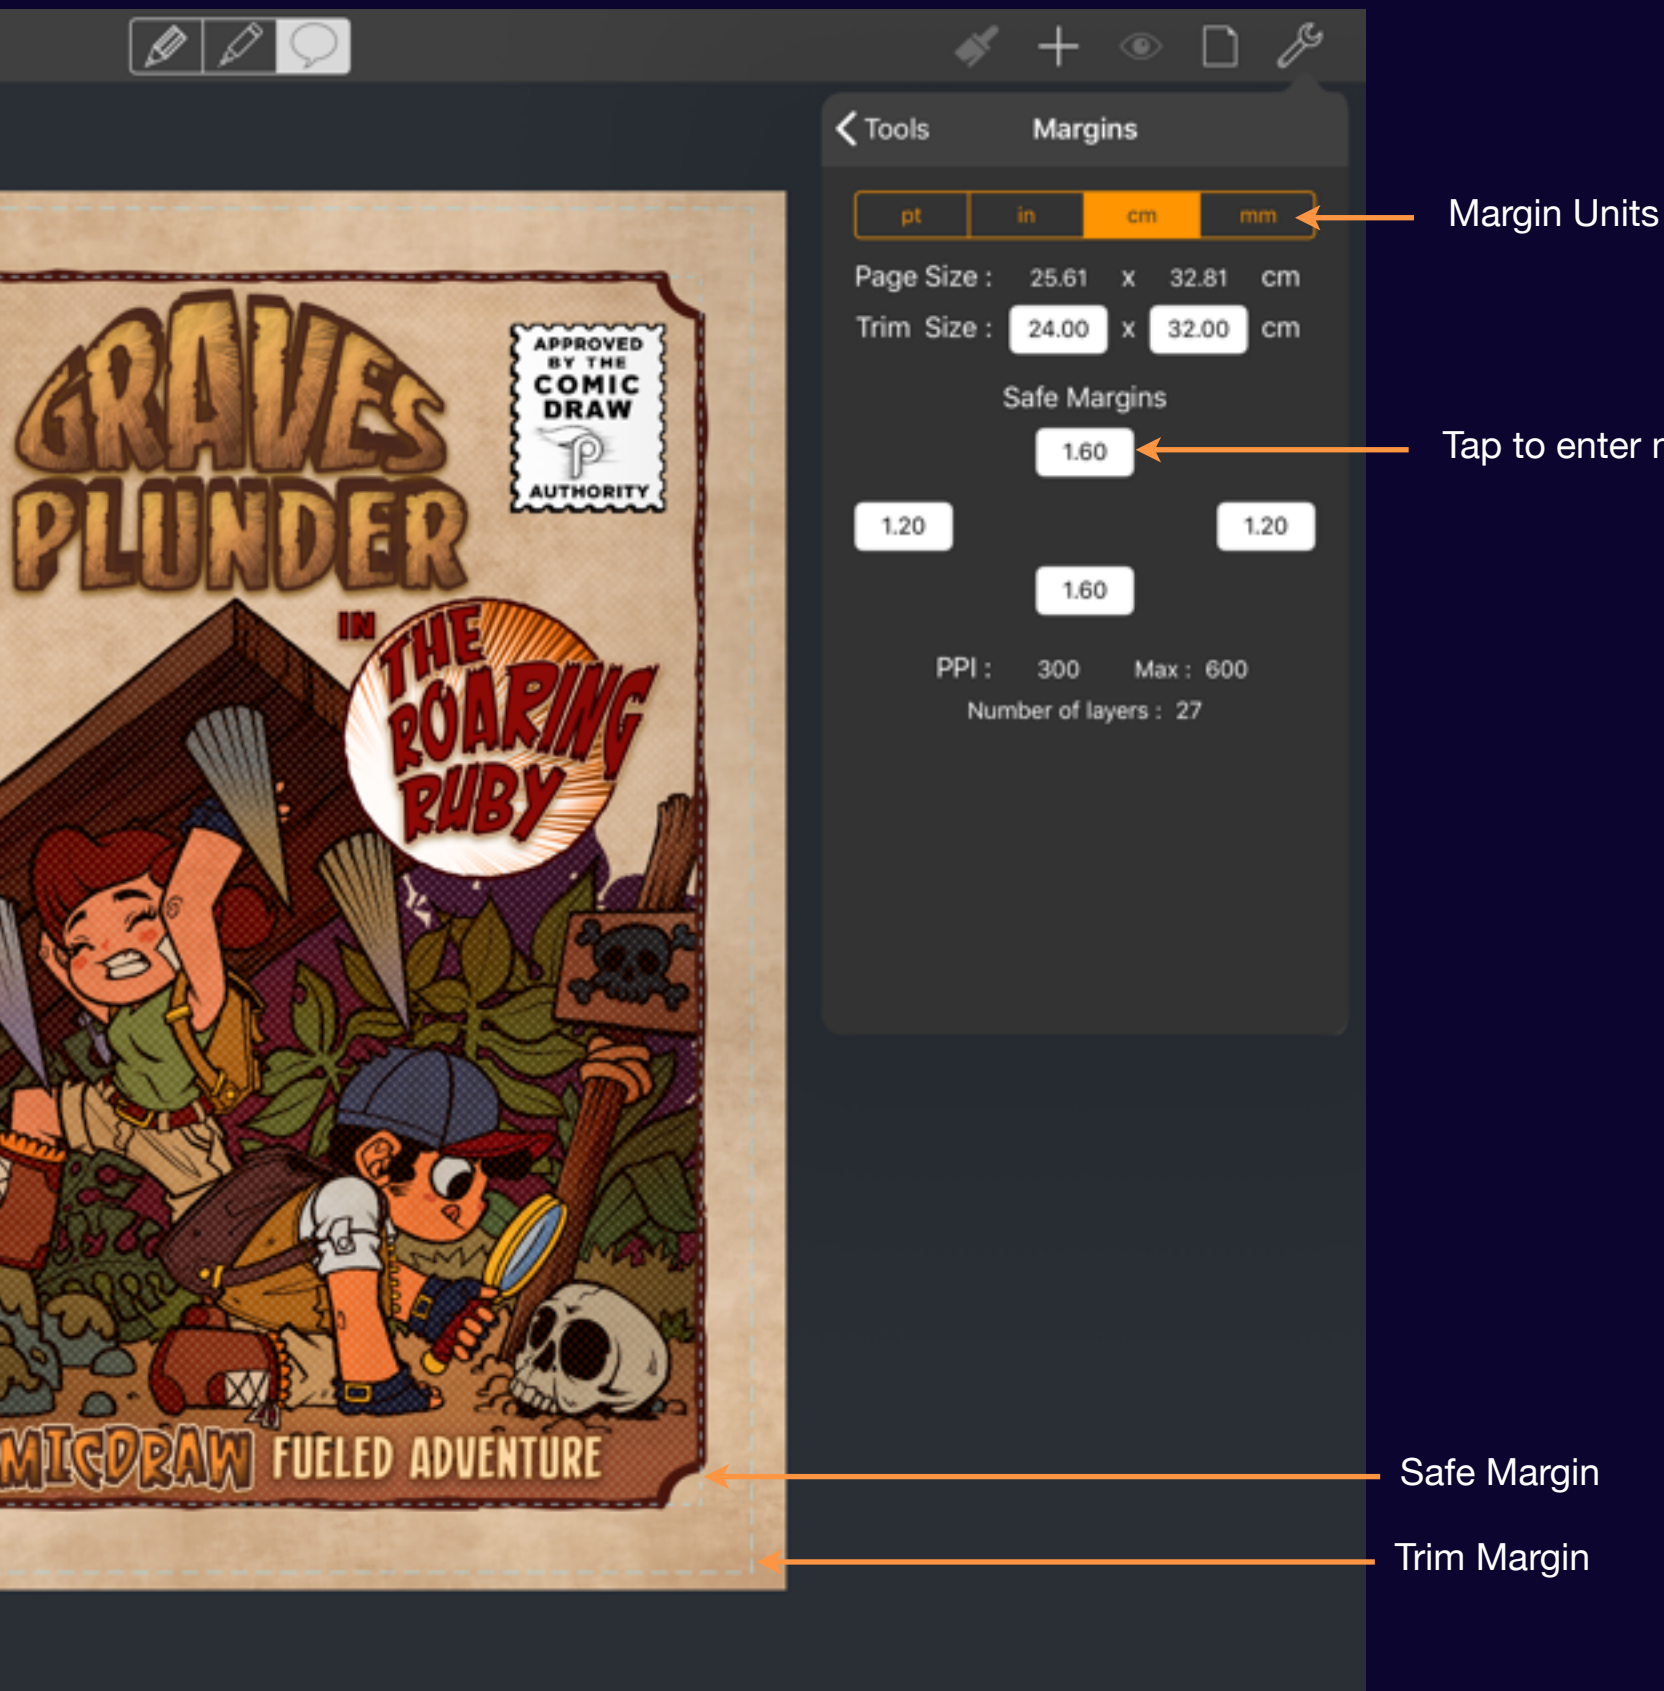 Tools Margins
pt in cm mm
Margin Units
Page Size : 25.61 x 32.81 cm
Trim Size : 24.00 x 32.00 cm
Safe Margins
1.60
Tap to enter
1.20 1.20
1.60
PPI : 300 Max : 600
Number of layers : 27
GRAVES
PLUNDER
APPROVED
BY THE
COMIC
DRAW
P
AUTHORITY
IN
THE
ROARING
RUBY
MICDRAW FUELED ADVENTURE
Safe Margin
Trim Margin